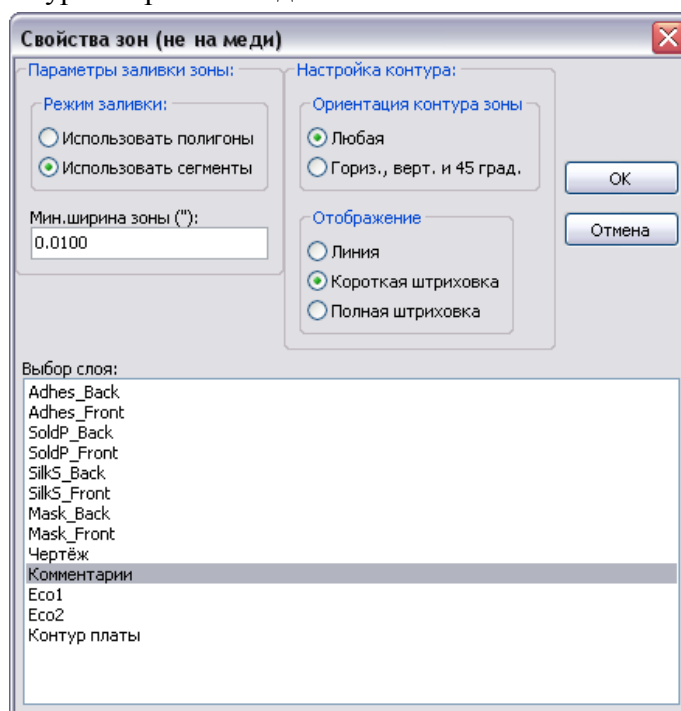 Свойства зон (не на меди)
Параметры заливки зоны:
Режим заливки:
Использовать полигоны
Использовать сегменты
Мин.ширина зоны ("):
0.0100
Настройка контура:
Ориентация контура зоны
Любая
Гориз., верт. и 45 град.
Отображение
Линия
Короткая штриховка
Полная штриховка
OK
Отмена
Выбор слоя:
Adhes_Back
Adhes_Front
SoldP_Back
SoldP_Front
SilkS_Back
SilkS_Front
Mask_Back
Mask_Front
Чертёж
Комментарии
Eco1
Eco2
Контур платы